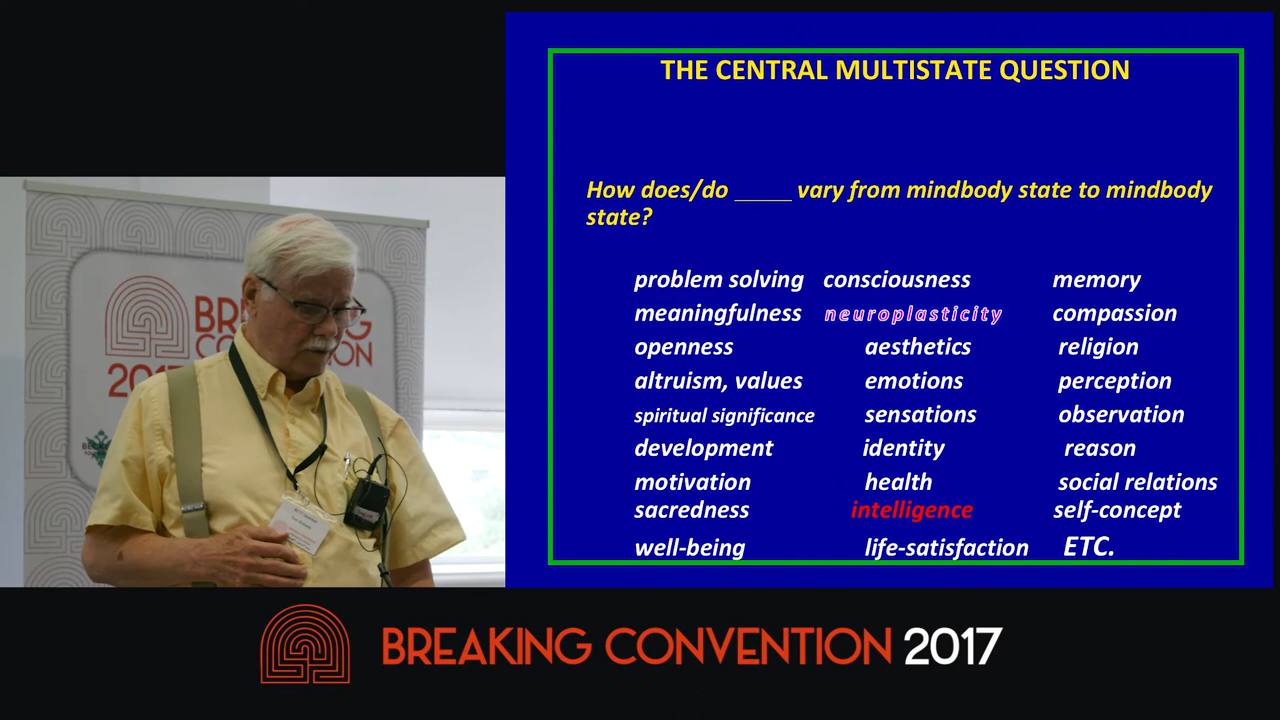 THE CENTRAL MULTISTATE QUESTION
How does/do _____ vary from mindbody state to mindbody
state?
problem solving consciousness memory
meaningfulness neuroplasticity compassion
openness aesthetics religion
altruism, values emotions perception
spiritual significance sensations observation
development identity reason
motivation health social relations
sacredness intelligence self-concept
well-being life-satisfaction ETC.
BREAKING CONVENTION 2017